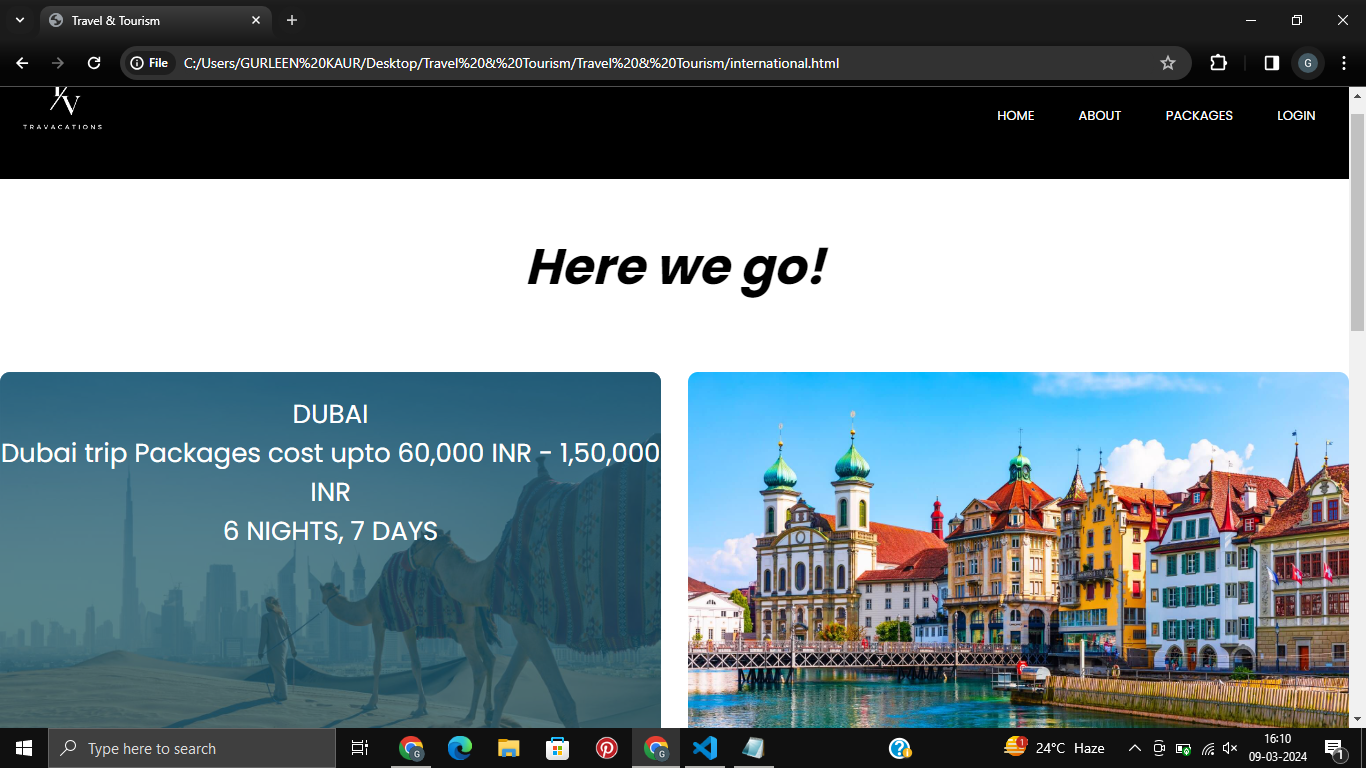 Travel & Tourism
File
C:/Users/GURLEEN%20KAUR/Desktop/Travel%20&%20Tourism/Travel%20&%20Tourism/international.html
G
TRAVACATIONS
HOME
ABOUT
PACKAGES
LOGIN
Here we go!
DUBAI
Dubai trip Packages cost upto 60,000 INR - 1,50,000
INR
6 NIGHTS, 7 DAYS
Type here to search
G
G
1
24°C Haze
16:10
09-03-2024
1